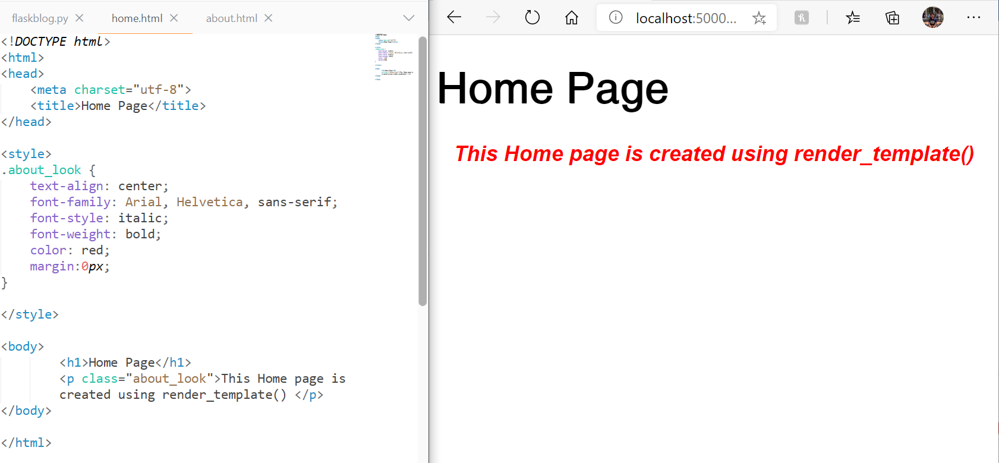 flaskblog.py home.html about.html
<!DOCTYPE html>
<html>
<head>
    <meta charset="utf-8">
    <title>Home Page</title>
</head>

<style>
.about_look {
    text-align: center;
    font-family: Arial, Helvetica, sans-serif;
    font-style: italic;
    font-weight: bold;
    color: red;
    margin:0px;
}

</style>

<body>
        <h1>Home Page</h1>
        <p class="about_look">This Home page is
        created using render_template() </p>
</body>

</html>
localhost:5000...
Home Page
This Home page is created using render_template()